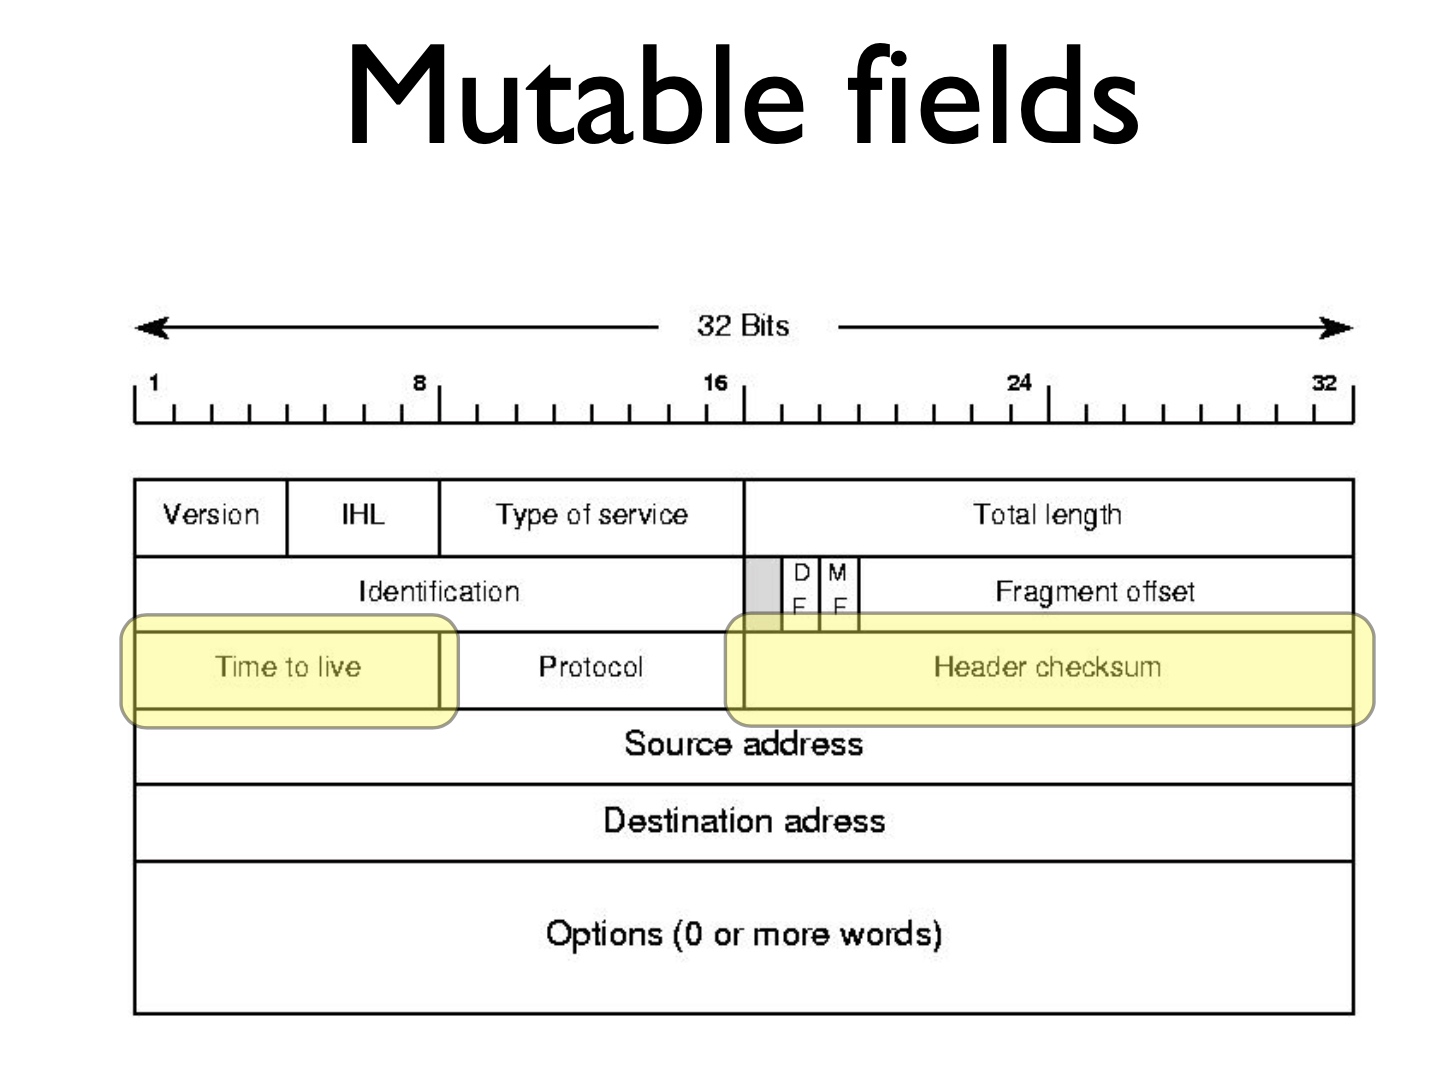 Mutable fields
32 Bits
1 8 16 24 32
Version IHL Type of service Total length
Identification D F M F Fragment offset
Time to live Protocol Header checksum
Source address
Destination adress
Options (0 or more words)